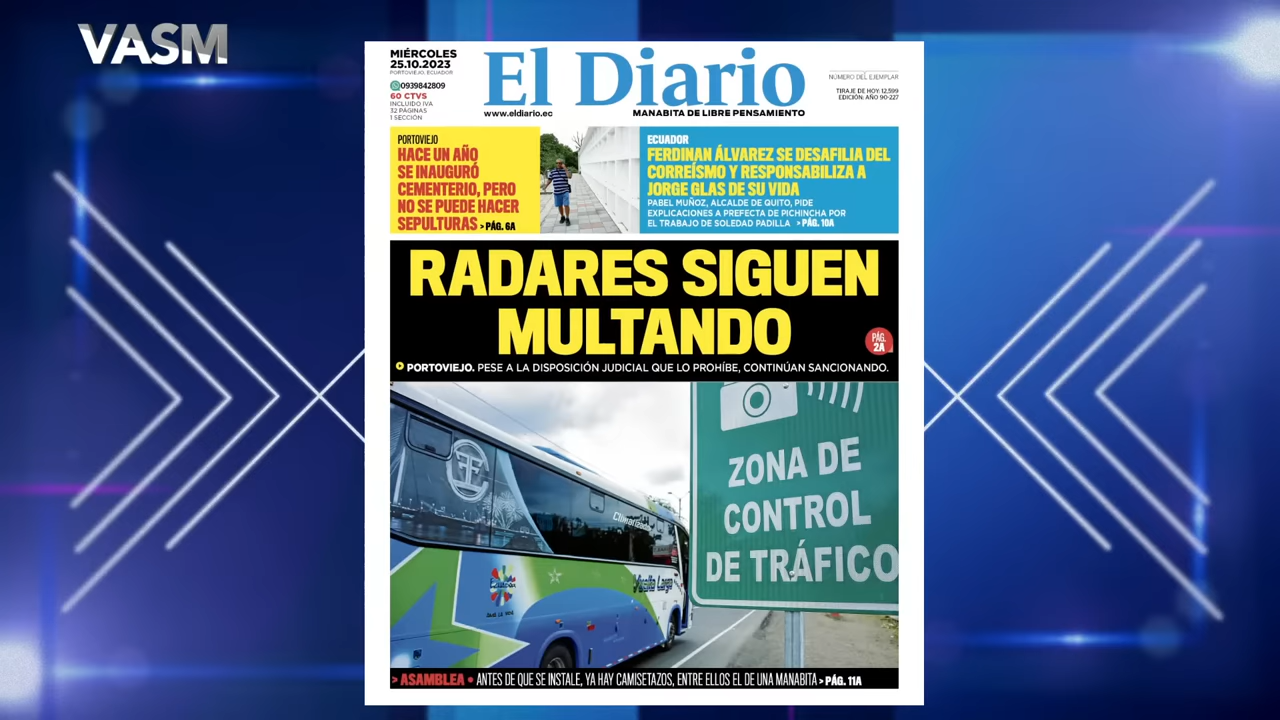 VASM
MIÉRCOLES
25.10.2023
PORTOVIEJO, ECUADOR
0939842809
60 CTVS
INCLUIDO IVA
32 PÁGINAS
1 SECCIÓN
El Diario
www.eldiario.ec
MANABITA DE LIBRE PENSAMIENTO
NÚMERO DEL EJEMPLAR
TIRAJE DE HOY: 12,599
EDICIÓN: AÑO 90-227
PORTOVIEJO
HACE UN AÑO
SE INAUGURÓ
CEMENTERIO, PERO
NO SE PUEDE HACER
SEPULTURAS > PÁG. 6A
ECUADOR
FERDINAN ÁLVAREZ SE DESAFILIA DEL
CORREÍSMO Y RESPONSABILIZA A
JORGE GLAS DE SU VIDA
PABEL MUÑOZ, ALCALDE DE QUITO, PIDE
EXPLICACIONES A PREFECTA DE PICHINCHA POR
EL TRABAJO DE SOLEDAD PADILLA > PÁG. 10A
RADARES SIGUEN
MULTANDO
PÁG.
2A
PORTOVIEJO. PESE A LA DISPOSICIÓN JUDICIAL QUE LO PROHÍBE, CONTINÚAN SANCIONANDO.
Climatizado
Vuelta Larga
ZONA DE
CONTROL
DE TRÁFICO
> ASAMBLEA • ANTES DE QUE SE INSTALE, YA HAY CAMISETAZOS, ENTRE ELLOS EL DE UNA MANABITA > PÁG. 11A